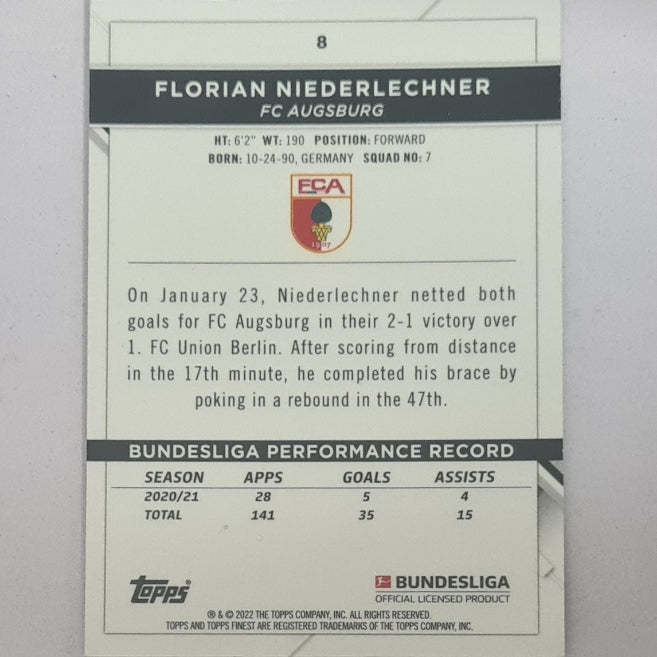 8
FLORIAN NIEDERLECHNER
FC AUGSBURG
HT: 6'2" WT: 190 POSITION: FORWARD
BORN: 10-24-90, GERMANY SQUAD NO: 7
FCA
1907
On January 23, Niederlechner netted both
goals for FC Augsburg in their 2-1 victory over
1. FC Union Berlin. After scoring from distance
in the 17th minute, he completed his brace by
poking in a rebound in the 47th.
BUNDESLIGA PERFORMANCE RECORD
SEASON APPS GOALS ASSISTS
2020/21 28 5 4
TOTAL 141 35 15
topps
BUNDESLIGA
OFFICIAL LICENSED PRODUCT
® & © 2022 THE TOPPS COMPANY, INC. ALL RIGHTS RESERVED.
TOPPS AND TOPPS FINEST ARE REGISTERED TRADEMARKS OF THE TOPPS COMPANY, INC.